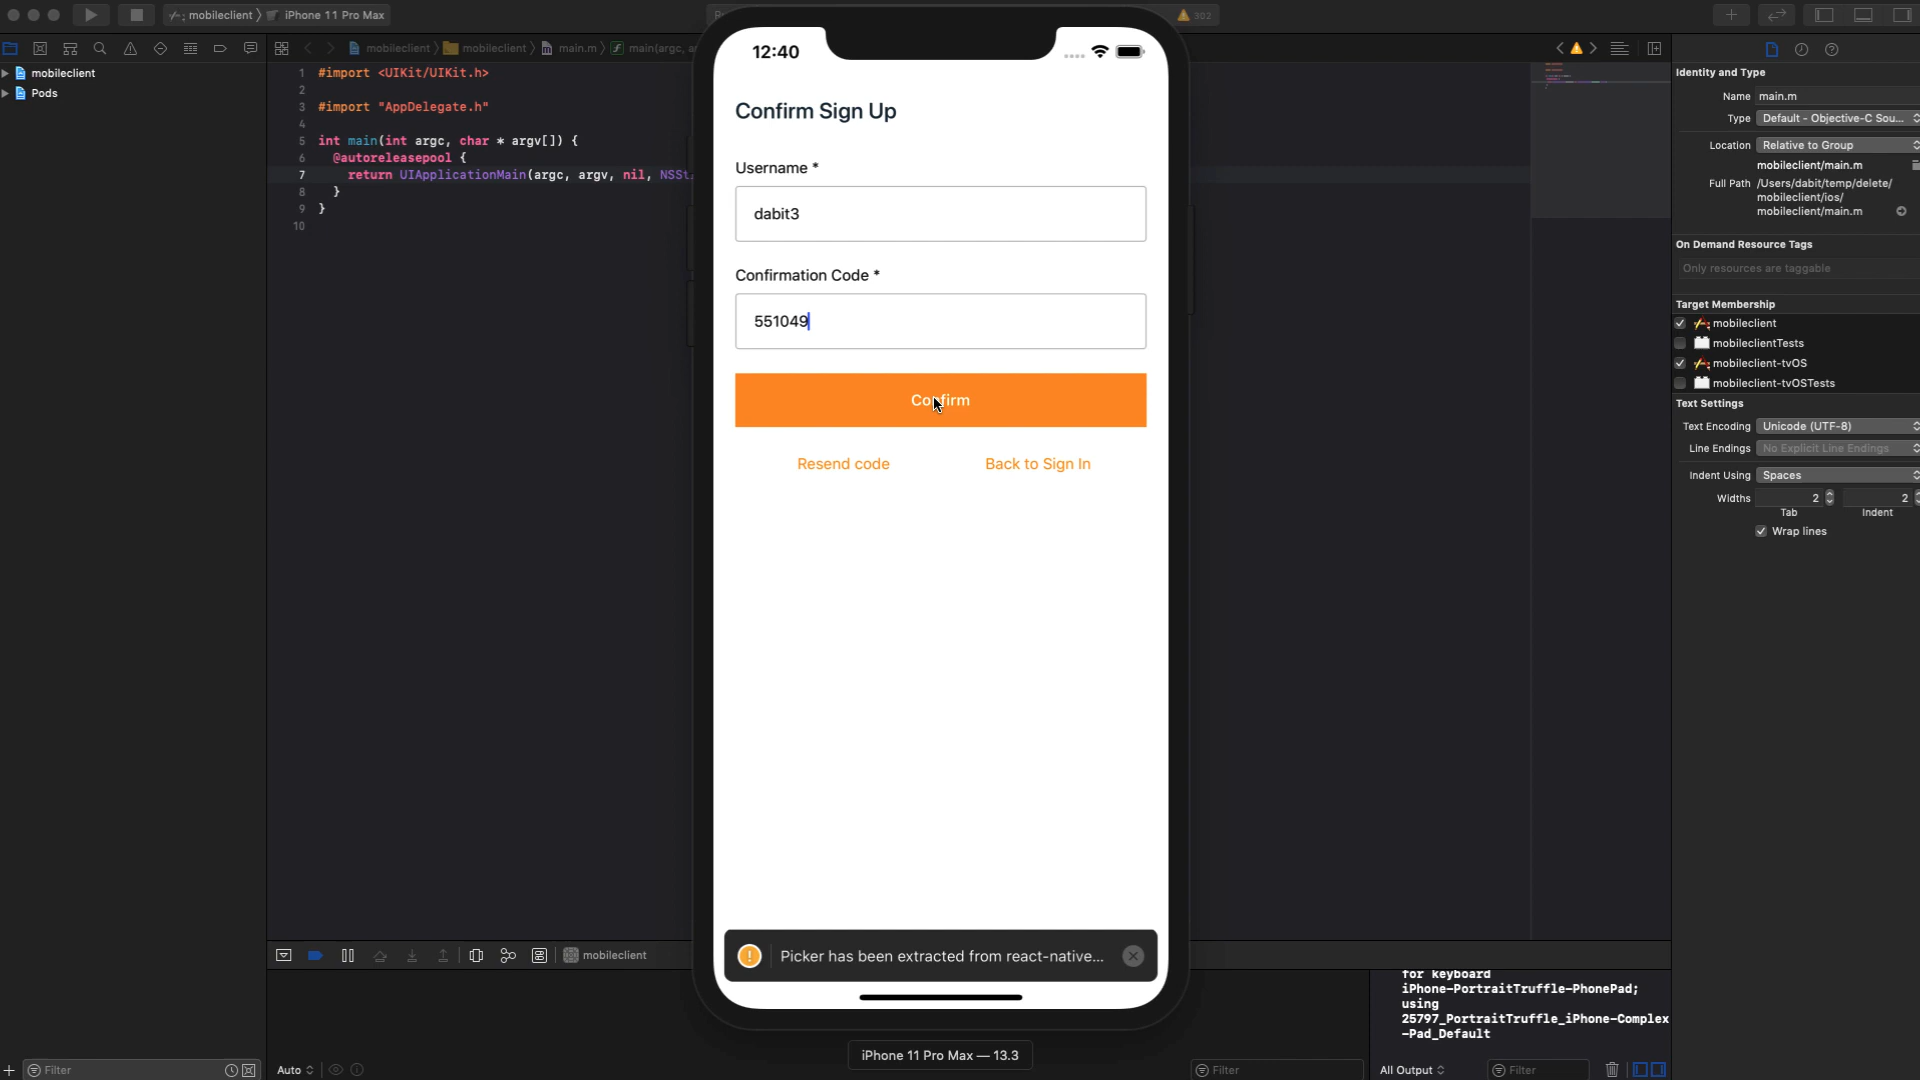 mobileclient 〉 iPhone 11 Pro Max
302
mobileclient 〉 mobileclient 〉 main.m 〉 main(argc,
mobileclient
Pods
1 #import <UIKit/UIKit.h>
2
3 #import "AppDelegate.h"
4
5 int main(int argc, char * argv[]) {
6 @autoreleasepool {
7 return UIApplicationMain(argc, argv, nil,
8 }
9 }
10
12:40
Confirm Sign Up
Username *
dabit3
Confirmation Code *
551049
Confirm
Resend code
Back to Sign In
Picker has been extracted from react-native...
iPhone 11 Pro Max — 13.3
Identity and Type
Name main.m
Type Default - Objective-C Sou...
Location Relative to Group
mobileclient/main.m
Full Path /Users/dabit/temp/delete/
mobileclient/ios/
mobileclient/main.m
On Demand Resource Tags
Only resources are taggable
Target Membership
mobileclient
mobileclientTests
mobileclient-tvOS
mobileclient-tvOSTests
Text Settings
Text Encoding Unicode (UTF-8)
Line Endings No Explicit Line Endings
Indent Using Spaces
Widths 2 2
Tab Indent
Wrap lines
mobileclient
for keyboard
iPhone-PortraitTruffle-PhonePad;
using
25797_PortraitTruffle_iPhone-Complex
-Pad_Default
Filter
Auto
Filter
All Output
Filter